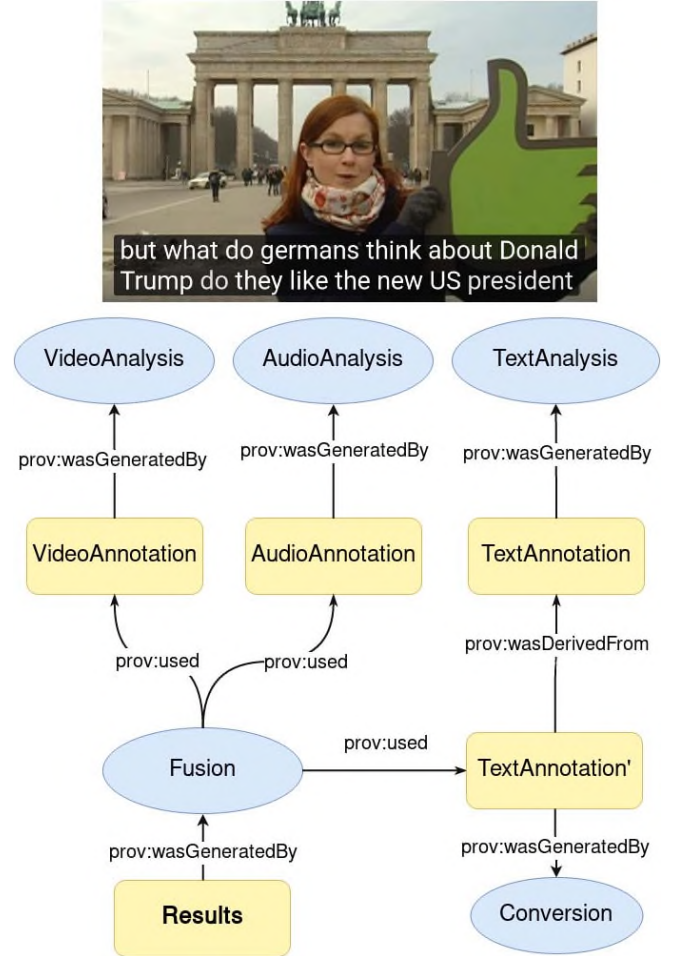 but what do germans think about Donald
Trump do they like the new US president
VideoAnalysis
AudioAnalysis
TextAnalysis
prov:wasGeneratedBy
prov:wasGeneratedBy
prov:wasGeneratedBy
VideoAnnotation
AudioAnnotation
TextAnnotation
prov:used
prov:used
prov:wasDerivedFrom
Fusion
prov:used
TextAnnotation'
prov:wasGeneratedBy
prov:wasGeneratedBy
Results
Conversion